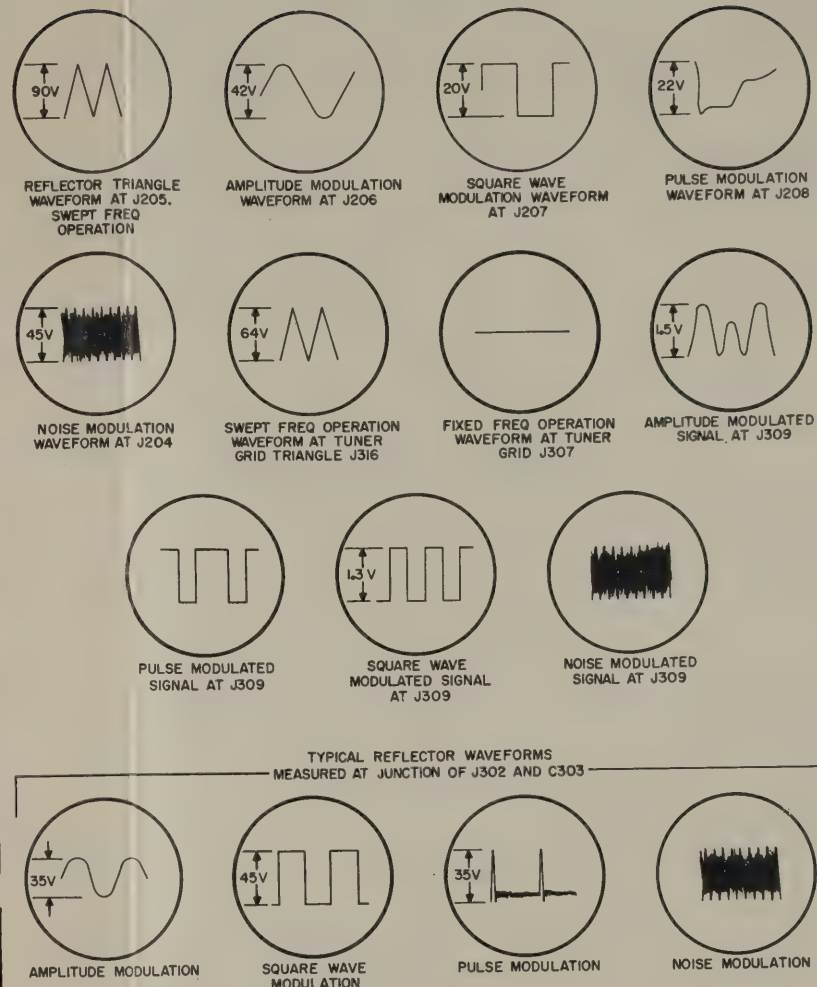 90V
REFLECTOR TRIANGLE
WAVEFORM AT J205.
SWEPT FREQ
OPERATION
42V
AMPLITUDE MODULATION
WAVEFORM AT J206
20V
SQUARE WAVE
MODULATION WAVEFORM
AT J207
22V
PULSE MODULATION
WAVEFORM AT J208
45V
NOISE MODULATION
WAVEFORM AT J204
64V
SWEPT FREQ OPERATION
WAVEFORM AT TUNER
GRID TRIANGLE J316
FIXED FREQ OPERATION
WAVEFORM AT TUNER
GRID J307
1.5V
AMPLITUDE MODULATED
SIGNAL AT J309
PULSE MODULATED
SIGNAL AT J309
1.3 V
SQUARE WAVE
MODULATED SIGNAL
AT J309
NOISE MODULATED
SIGNAL AT J309
TYPICAL REFLECTOR WAVEFORMS
MEASURED AT JUNCTION OF J302 AND C303
35V
AMPLITUDE MODULATION
45V
SQUARE WAVE
MODULATION
35V
PULSE MODULATION
NOISE MODULATION